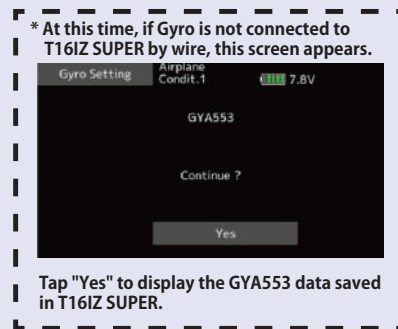 * At this time, if Gyro is not connected to
T16IZ SUPER by wire, this screen appears.
Gyro Setting
Airplane
Condit.1
7.8V
GYA553
Continue ?
Yes
Tap "Yes" to display the GYA553 data saved
in T16IZ SUPER.